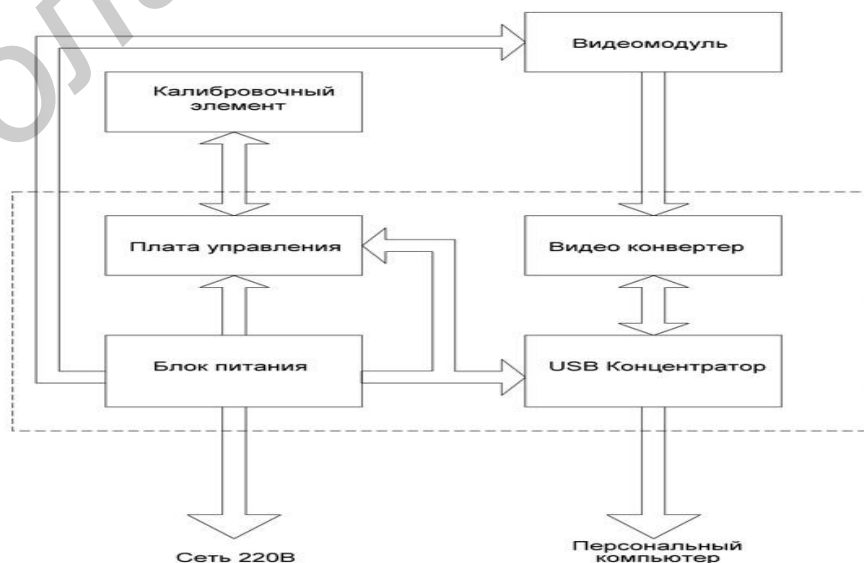 Видеомодуль
Калибровочный
элемент
Плата управления
Видео конвертер
Блок питания
USB Концентратор
Сеть 220В
Персональный
компьютер